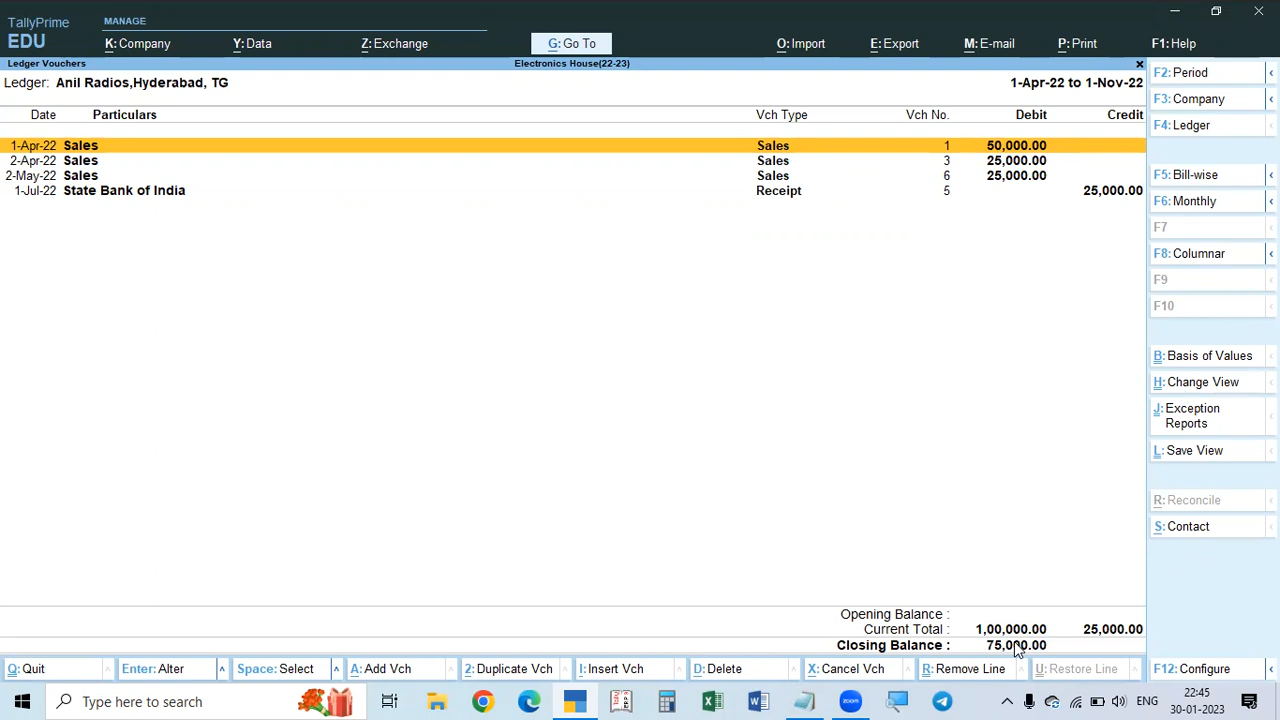 TallyPrime
EDU
MANAGE
K: Company
Y: Data
Z: Exchange
G: Go To
O: Import
E: Export
M: E-mail
P: Print
F1: Help
Ledger Vouchers
Electronics House(22-23)
Ledger: Anil Radios,Hyderabad, TG
1-Apr-22 to 1-Nov-22
Date Particulars Vch Type Vch No. Debit Credit
1-Apr-22 Sales Sales 1 50,000.00
2-Apr-22 Sales Sales 3 25,000.00
2-May-22 Sales Sales 6 25,000.00
1-Jul-22 State Bank of India Receipt 5 25,000.00
Opening Balance :
Current Total : 1,00,000.00 25,000.00
Closing Balance : 75,000.00
F2: Period
F3: Company
F4: Ledger
F5: Bill-wise
F6: Monthly
F7
F8: Columnar
F9
F10
B: Basis of Values
H: Change View
J: Exception
Reports
L: Save View
R: Reconcile
S: Contact
Q: Quit
Enter: Alter
Space: Select
A: Add Vch
2: Duplicate Vch
I: Insert Vch
D: Delete
X: Cancel Vch
R: Remove Line
U: Restore Line
F12: Configure
Type here to search
zoom
ENG
22:45
30-01-2023